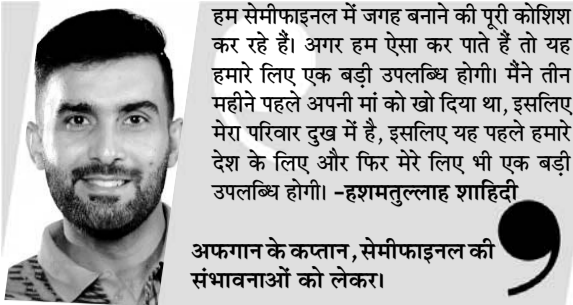 हम सेमीफाइनल में जगह बनाने की पूरी कोशिश
कर रहे हैं। अगर हम ऐसा कर पाते हैं तो यह
हमारे लिए एक बड़ी उपलब्धि होगी। मैंने तीन
महीने पहले अपनी मां को खो दिया था, इसलिए
मेरा परिवार दुख में है, इसलिए यह पहले हमारे
देश के लिए और फिर मेरे लिए भी एक बड़ी
उपलब्धि होगी। -हशमतुल्लाह शाहिदी
अफगान के कप्तान, सेमीफाइनल की
संभावनाओं को लेकर।